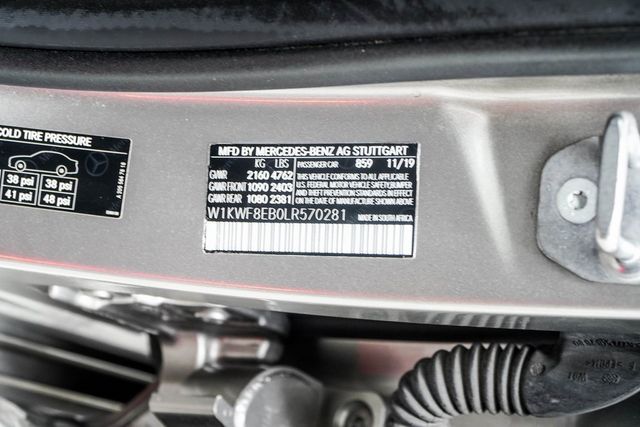 COLD TIRE PRESSURE
38 psi 38 psi
41 psi 48 psi
MFD BY MERCEDES-BENZ AG STUTTGART
KG LBS PASSENGER CAR 859 11/19
GAWR 2160 4762
GAWR FRONT 1090 2403
GAWR REAR 1080 2381
THIS VEHICLE CONFORMS TO ALL APPLICABLE
U.S. FEDERAL MOTOR VEHICLE SAFETY,BUMPER
AND THEFT PREVENTION STANDARDS IN EFFECT
ON THE DATE OF MANUFACTURE SHOWN ABOVE.
W1KWF8EB0LR570281 MADE IN SOUTH AFRICA